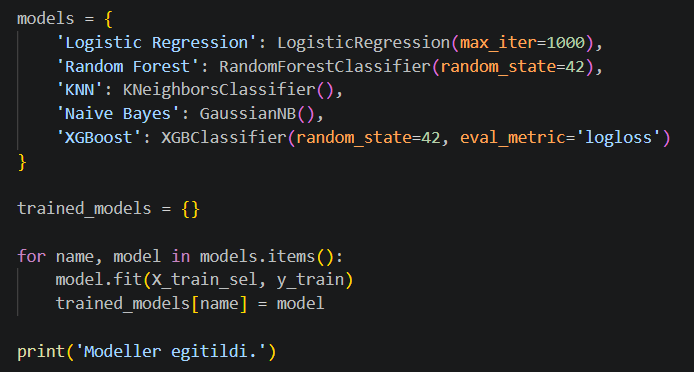 models = {
    'Logistic Regression': LogisticRegression(max_iter=1000),
    'Random Forest': RandomForestClassifier(random_state=42),
    'KNN': KNeighborsClassifier(),
    'Naive Bayes': GaussianNB(),
    'XGBoost': XGBClassifier(random_state=42, eval_metric='logloss')
}

trained_models = {}

for name, model in models.items():
    model.fit(X_train_sel, y_train)
    trained_models[name] = model

print('Modeller egitildi.')